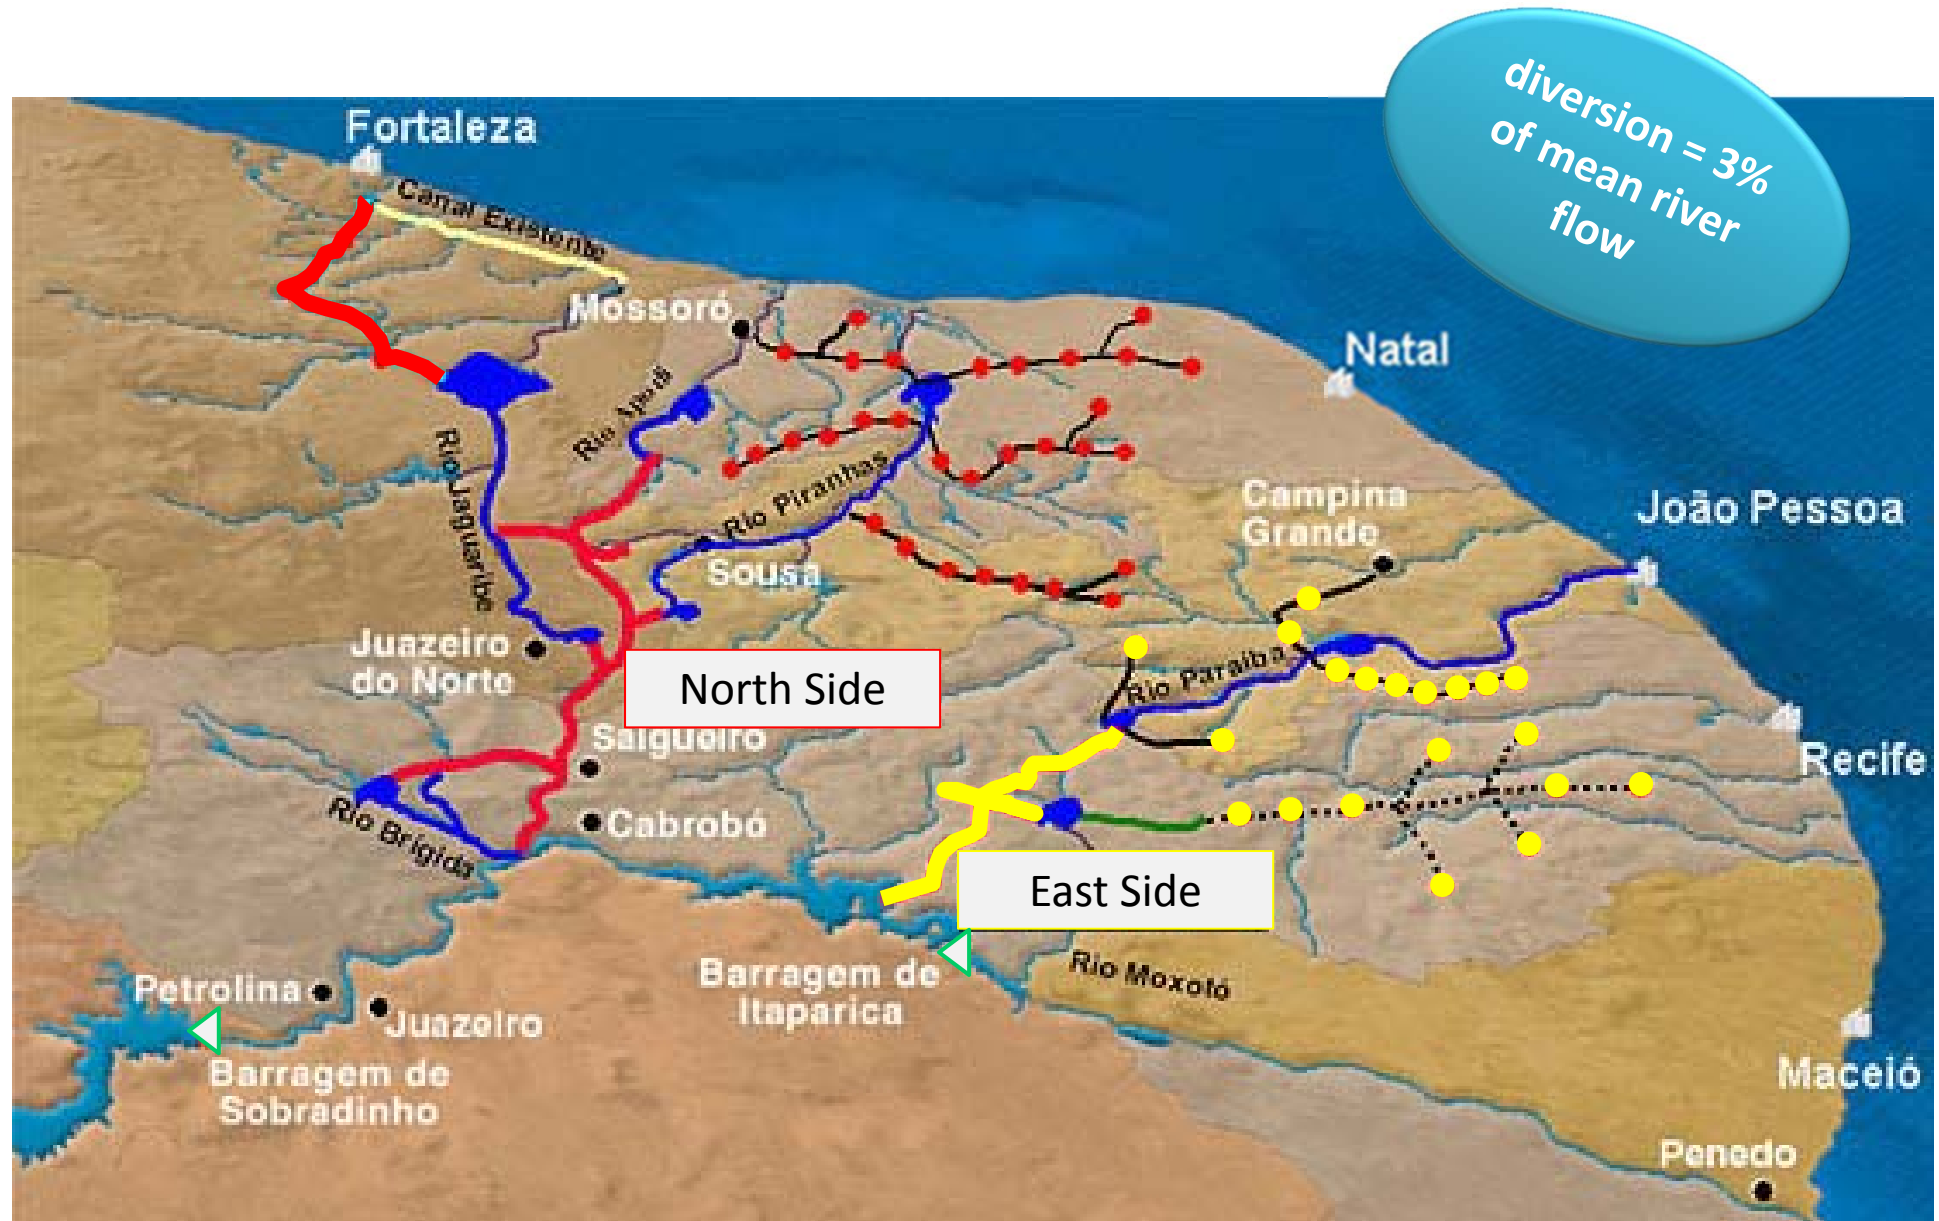 diversion = 3%
of mean river
flow
Fortaleza
Canal Existente
Mossoró
Natal
Rio Apodi
Rio Jaguaribe
Rio Piranhas
Campina
Grande
João Pessoa
Sousa
Juazeiro
do Norte
North Side
Rio Paraiba
Salgueiro
Recife
Rio Brigida
Cabrobó
East Side
Barragem de
Itaparica
Rio Moxotó
Petrolina
Juazeiro
Barragem de
Sobradinho
Maceió
Penedo